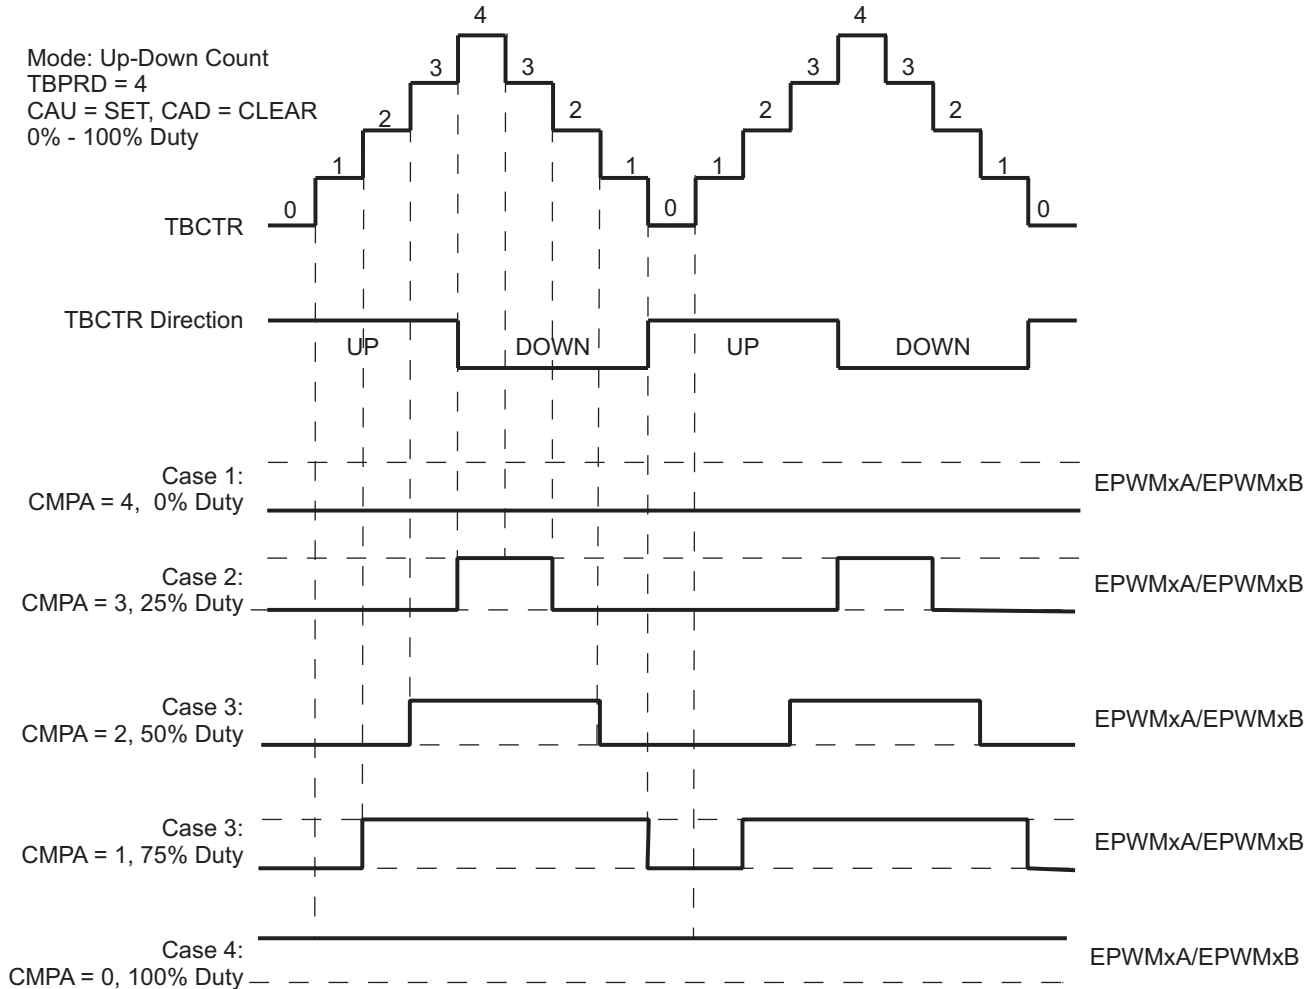 4
4
Mode: Up-Down Count
TBPRD = 4
CAU = SET, CAD = CLEAR
0% - 100% Duty
3
3
3
3
2
2
2
2
1
1
1
1
0
0
0
TBCTR
TBCTR Direction
UP
DOWN
UP
DOWN
Case 1:
CMPA = 4, 0% Duty
EPWMxA/EPWMxB
Case 2:
CMPA = 3, 25% Duty
EPWMxA/EPWMxB
Case 3:
CMPA = 2, 50% Duty
EPWMxA/EPWMxB
Case 3:
CMPA = 1, 75% Duty
EPWMxA/EPWMxB
Case 4:
CMPA = 0, 100% Duty
EPWMxA/EPWMxB